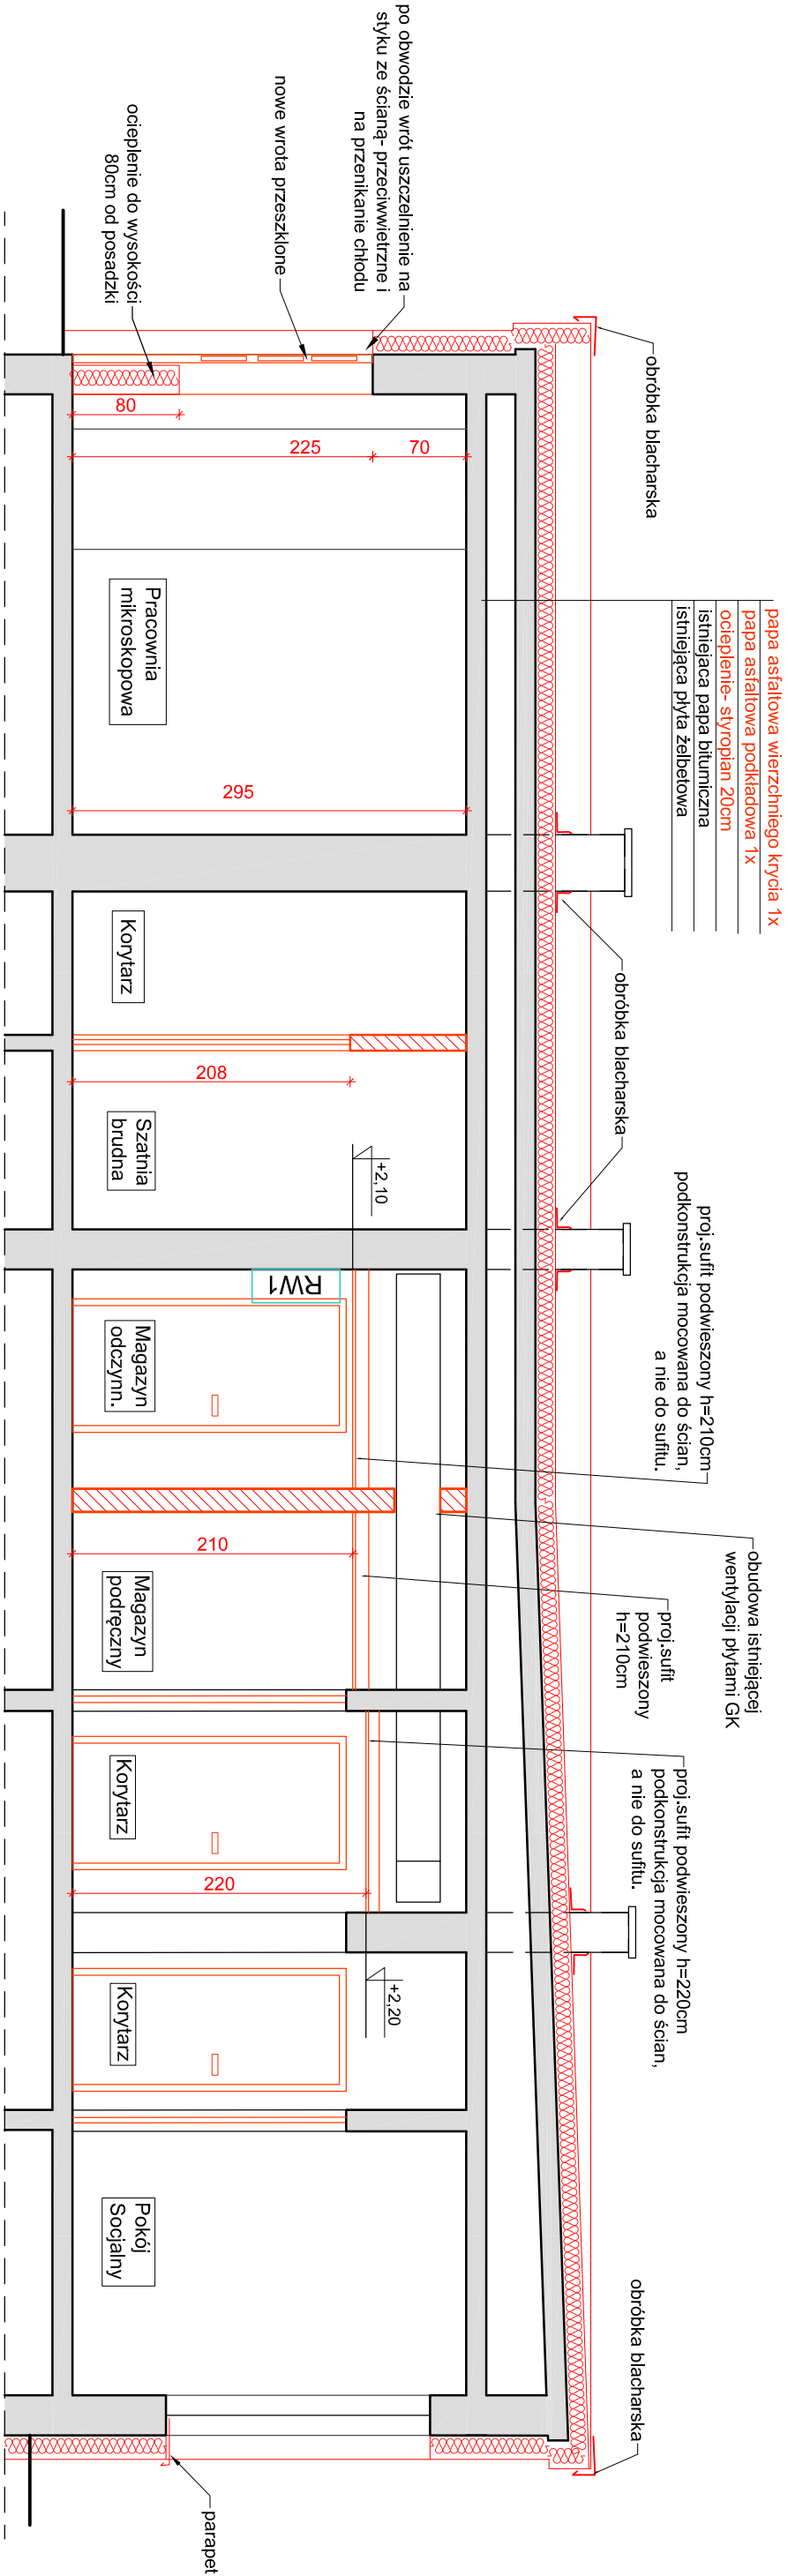 po obwodzie wrót uszczelnienie na
styku ze ścianą- przeciwwietrzne i
na przenikanie chłodu
nowe wrota przeszklone
ocieplenie do wysokości
80cm od posadzki
obróbka blacharska
papa asfaltowa wierzchniego krycia 1x
papa asfaltowa podkładowa 1x
ocieplenie- styropian 20cm
istniejaca papa bitumiczna
istniejąca płyta żelbetowa
80
225
70
Pracownia
mikroskopowa
295
obróbka blacharska
Korytarz
208
Szatnia
brudna
+2,10
proj.sufit podwieszony h=210cm
podkonstrukcja mocowana do ścian,
a nie do sufitu.
RW1
Magazyn
odczynn.
obudowa istniejącej
wentylacji płytami GK
210
Magazyn
podręczny
proj.sufit
podwieszony
h=210cm
proj.sufit podwieszony h=220cm
podkonstrukcja mocowana do ścian,
a nie do sufitu.
Korytarz
220
+2,20
Korytarz
Pokój
Socjalny
obróbka blacharska
parapet